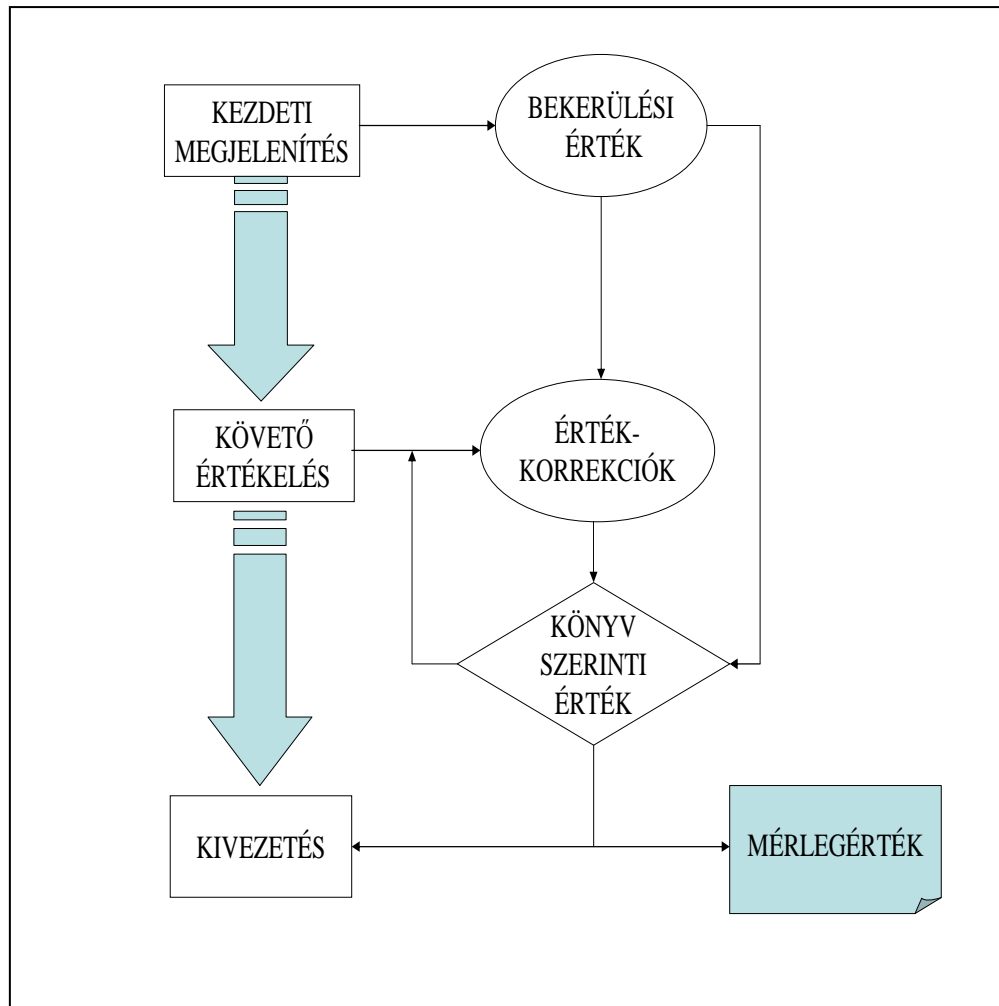 KEZDETI
MEGJELENÍTÉS
BEKERÜLÉSI
ÉRTÉK
KÖVETŐ
ÉRTÉKELÉS
ÉRTÉK-
KORREKCIÓK
KÖNYV
SZERINTI
ÉRTÉK
KIVEZETÉS
MÉRLEGÉRTÉK